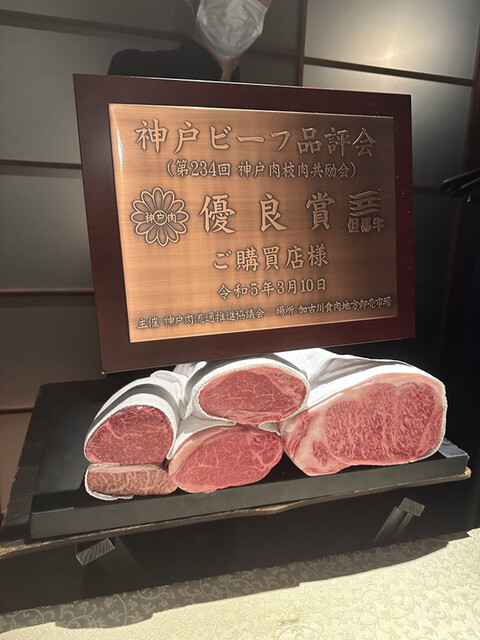 神戸ビーフ品評会
(第234回 神戸肉枝肉共励会)
神戸肉
優良賞
但馬牛
ご購買店様
令和5年3月10日
主催 神戸肉流通推進協議会 場所 加古川食肉地方卸売市場